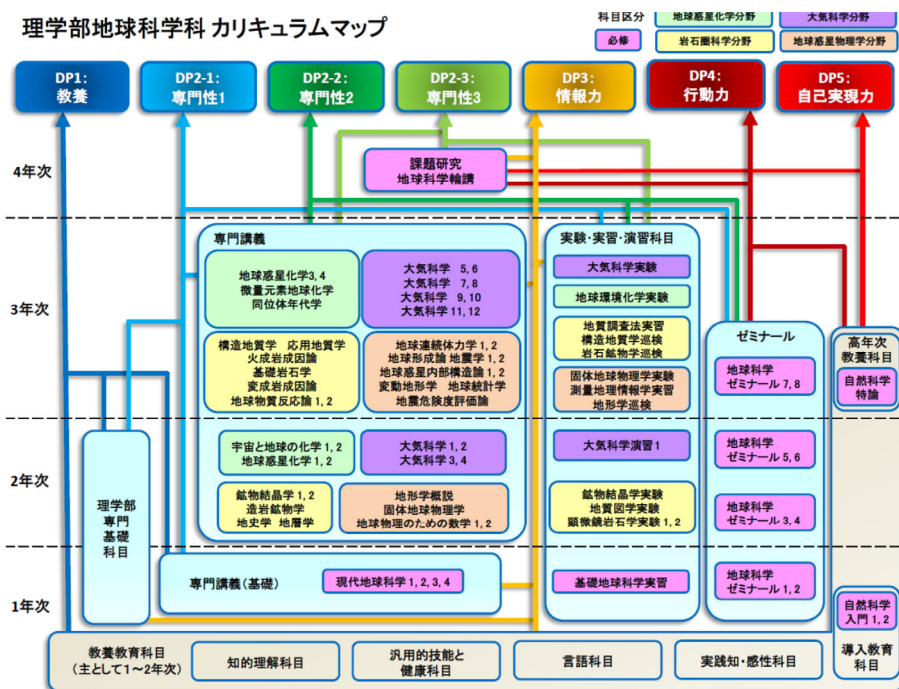 理学部地球科学科 カリキュラムマップ
科目区分
地球惑星化学分野
大気科学分野
必修
岩石圏科学分野
地球惑星物理学分野
DP1:
教養
DP2-1:
専門性1
DP2-2:
専門性2
DP2-3:
専門性3
DP3:
情報力
DP4:
行動力
DP5:
自己実現力
4年次
課題研究
地球科学輪講
3年次
専門講義
地球惑星化学3, 4
微量元素地球化学
同位体年代学
大気科学 5, 6
大気科学 7, 8
大気科学 9, 10
大気科学 11, 12
構造地質学 応用地質学
火成岩成因論
基礎岩石学
変成岩成因論
地球物質反応論 1, 2
地球連続体力学 1, 2
地球形成論 地震学 1, 2
地球惑星内部構造論 1, 2
変動地形学 地球統計学
地震危険度評価論
実験・実習・演習科目
大気科学実験
地球環境化学実験
地質調査法実習
構造地質学巡検
岩石鉱物学巡検
固体地球物理学実験
測量地理情報学実習
地形学巡検
ゼミナール
地球科学
ゼミナール 7, 8
高年次
教養科目
自然科学
特論
2年次
理学部
専門
基礎
科目
宇宙と地球の化学 1, 2
地球惑星化学 1, 2
大気科学 1, 2
大気科学 3, 4
鉱物結晶学 1, 2
造岩鉱物学
地史学 地層学
地形学概説
固体地球物理学
地球物理のための数学 1, 2
大気科学演習 1
鉱物結晶学実験
地質図学実験
顕微鏡岩石学実験 1, 2
地球科学
ゼミナール 5, 6
地球科学
ゼミナール 3, 4
1年次
専門講義(基礎)
現代地球科学 1, 2, 3, 4
基礎地球科学実習
地球科学
ゼミナール 1, 2
自然科学
入門 1, 2
導入教育
科目
教養教育科目
(主として1~2年次)
知的理解科目
汎用的技能と
健康科目
言語科目
実践知・感性科目